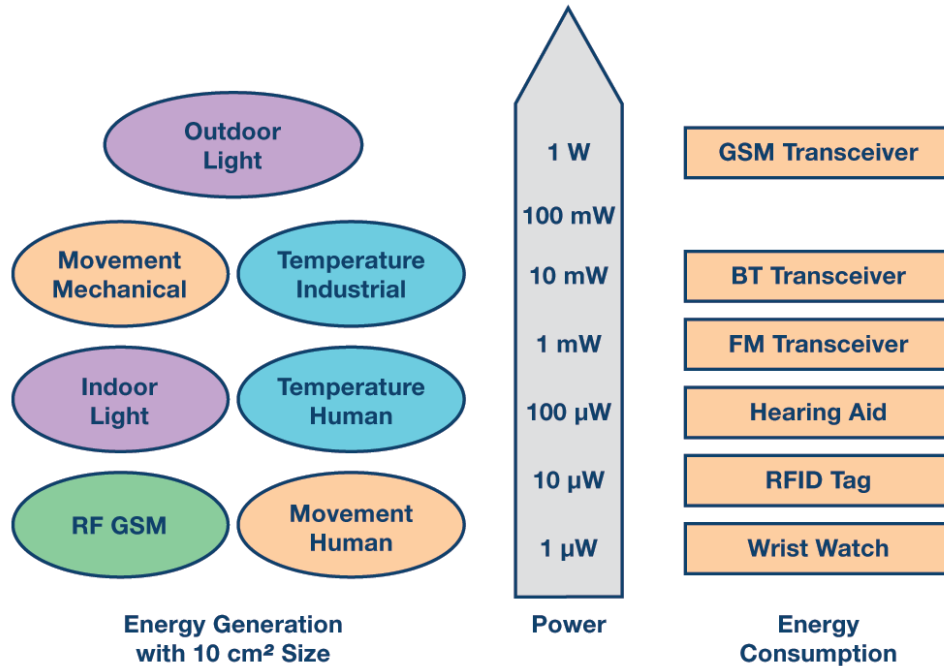 Outdoor
Light
1 W
GSM Transceiver
100 mW
Movement
Mechanical
Temperature
Industrial
10 mW
BT Transceiver
1 mW
FM Transceiver
Indoor
Light
Temperature
Human
100 µW
Hearing Aid
10 µW
RFID Tag
RF GSM
Movement
Human
1 µW
Wrist Watch
Energy Generation
with 10 cm² Size
Power
Energy
Consumption